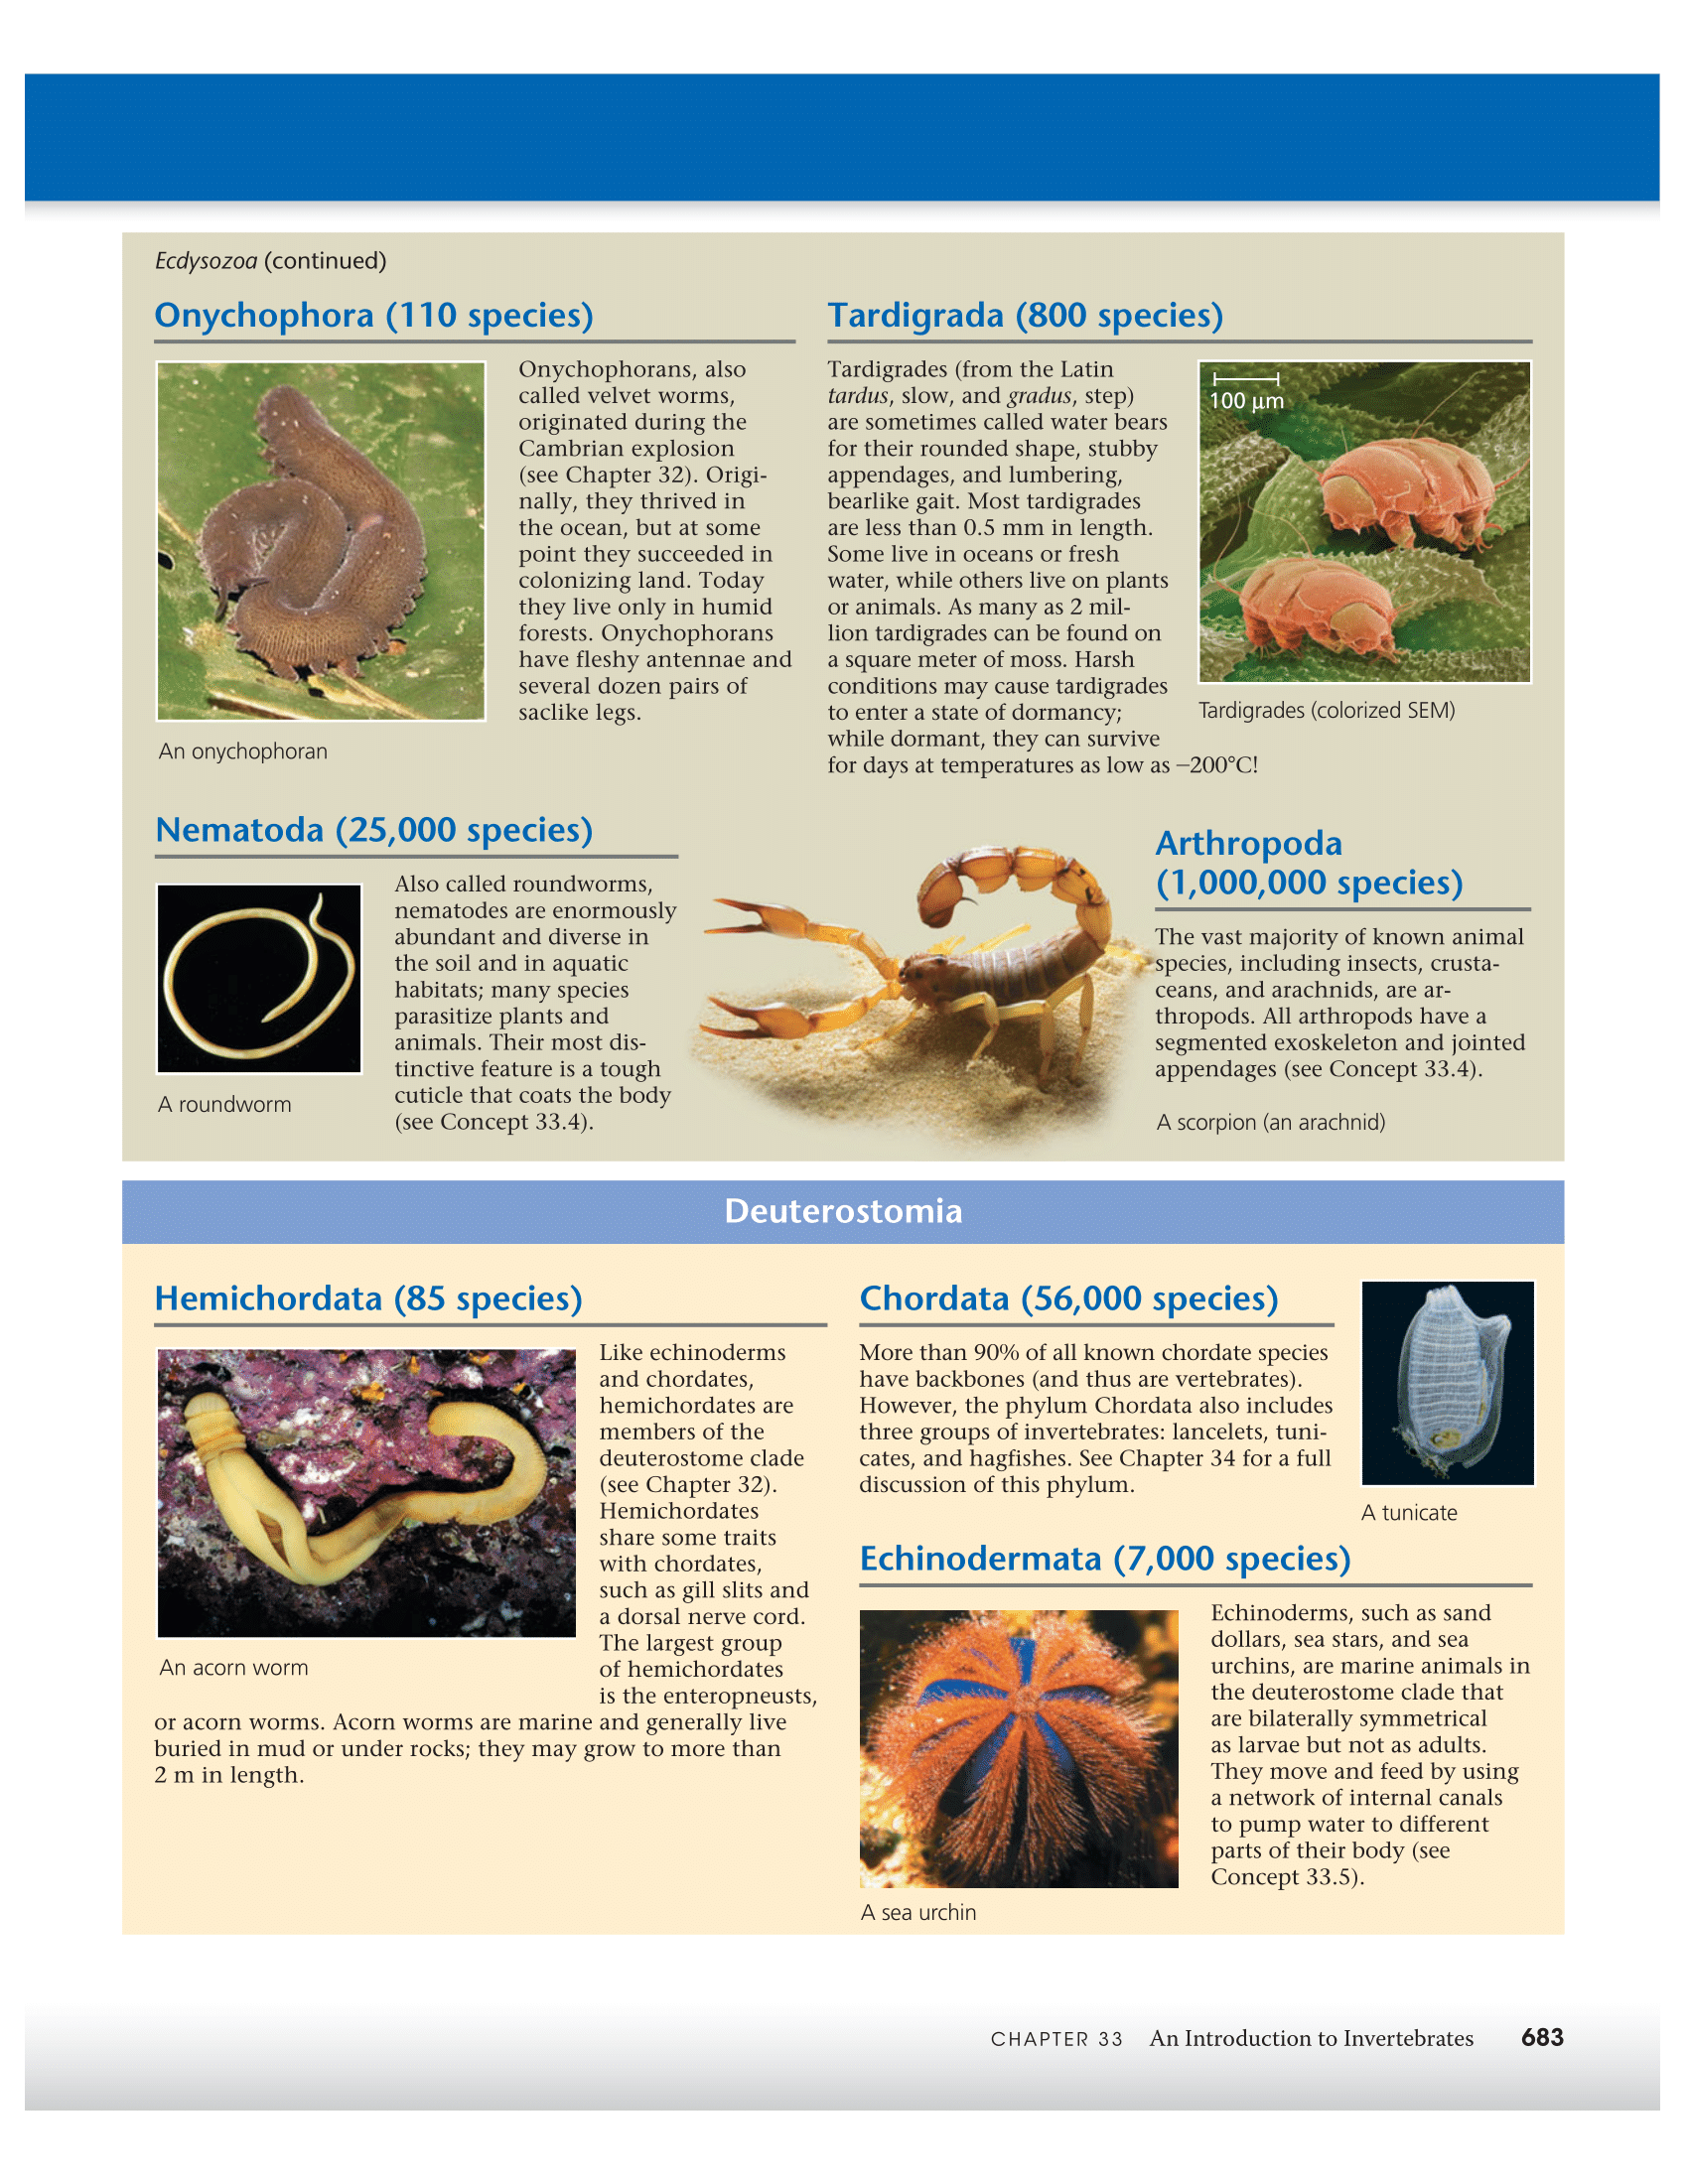 Ecdysozoa (continued)
Onychophora (110 species)
Onychophorans, also
called velvet worms,
originated during the
Cambrian explosion
(see Chapter 32). Origi-
nally, they thrived in
the ocean, but at some
point they succeeded in
colonizing land. Today
they live only in humid
forests. Onychophorans
have fleshy antennae and
several dozen pairs of
saclike legs.
An onychophoran
Tardigrada (800 species)
Tardigrades (from the Latin
tardus, slow, and gradus, step)
are sometimes called water bears
for their rounded shape, stubby
appendages, and lumbering,
bearlike gait. Most tardigrades
are less than 0.5 mm in length.
Some live in oceans or fresh
water, while others live on plants
or animals. As many as 2 mil-
lion tardigrades can be found on
a square meter of moss. Harsh
conditions may cause tardigrades
to enter a state of dormancy;
while dormant, they can survive
for days at temperatures as low as −200°C!
100 μm
Tardigrades (colorized SEM)
Nematoda (25,000 species)
Also called roundworms,
nematodes are enormously
abundant and diverse in
the soil and in aquatic
habitats; many species
parasitize plants and
animals. Their most dis-
tinctive feature is a tough
cuticle that coats the body
(see Concept 33.4).
A roundworm
Arthropoda
(1,000,000 species)
The vast majority of known animal
species, including insects, crusta-
ceans, and arachnids, are ar-
thropods. All arthropods have a
segmented exoskeleton and jointed
appendages (see Concept 33.4).
A scorpion (an arachnid)
Deuterostomia
Hemichordata (85 species)
Like echinoderms
and chordates,
hemichordates are
members of the
deuterostome clade
(see Chapter 32).
Hemichordates
share some traits
with chordates,
such as gill slits and
a dorsal nerve cord.
The largest group
of hemichordates
is the enteropneusts,
or acorn worms. Acorn worms are marine and generally live
buried in mud or under rocks; they may grow to more than
2 m in length.
An acorn worm
Chordata (56,000 species)
More than 90% of all known chordate species
have backbones (and thus are vertebrates).
However, the phylum Chordata also includes
three groups of invertebrates: lancelets, tuni-
cates, and hagfishes. See Chapter 34 for a full
discussion of this phylum.
A tunicate
Echinodermata (7,000 species)
Echinoderms, such as sand
dollars, sea stars, and sea
urchins, are marine animals in
the deuterostome clade that
are bilaterally symmetrical
as larvae but not as adults.
They move and feed by using
a network of internal canals
to pump water to different
parts of their body (see
Concept 33.5).
A sea urchin
CHAPTER 33 An Introduction to Invertebrates 683